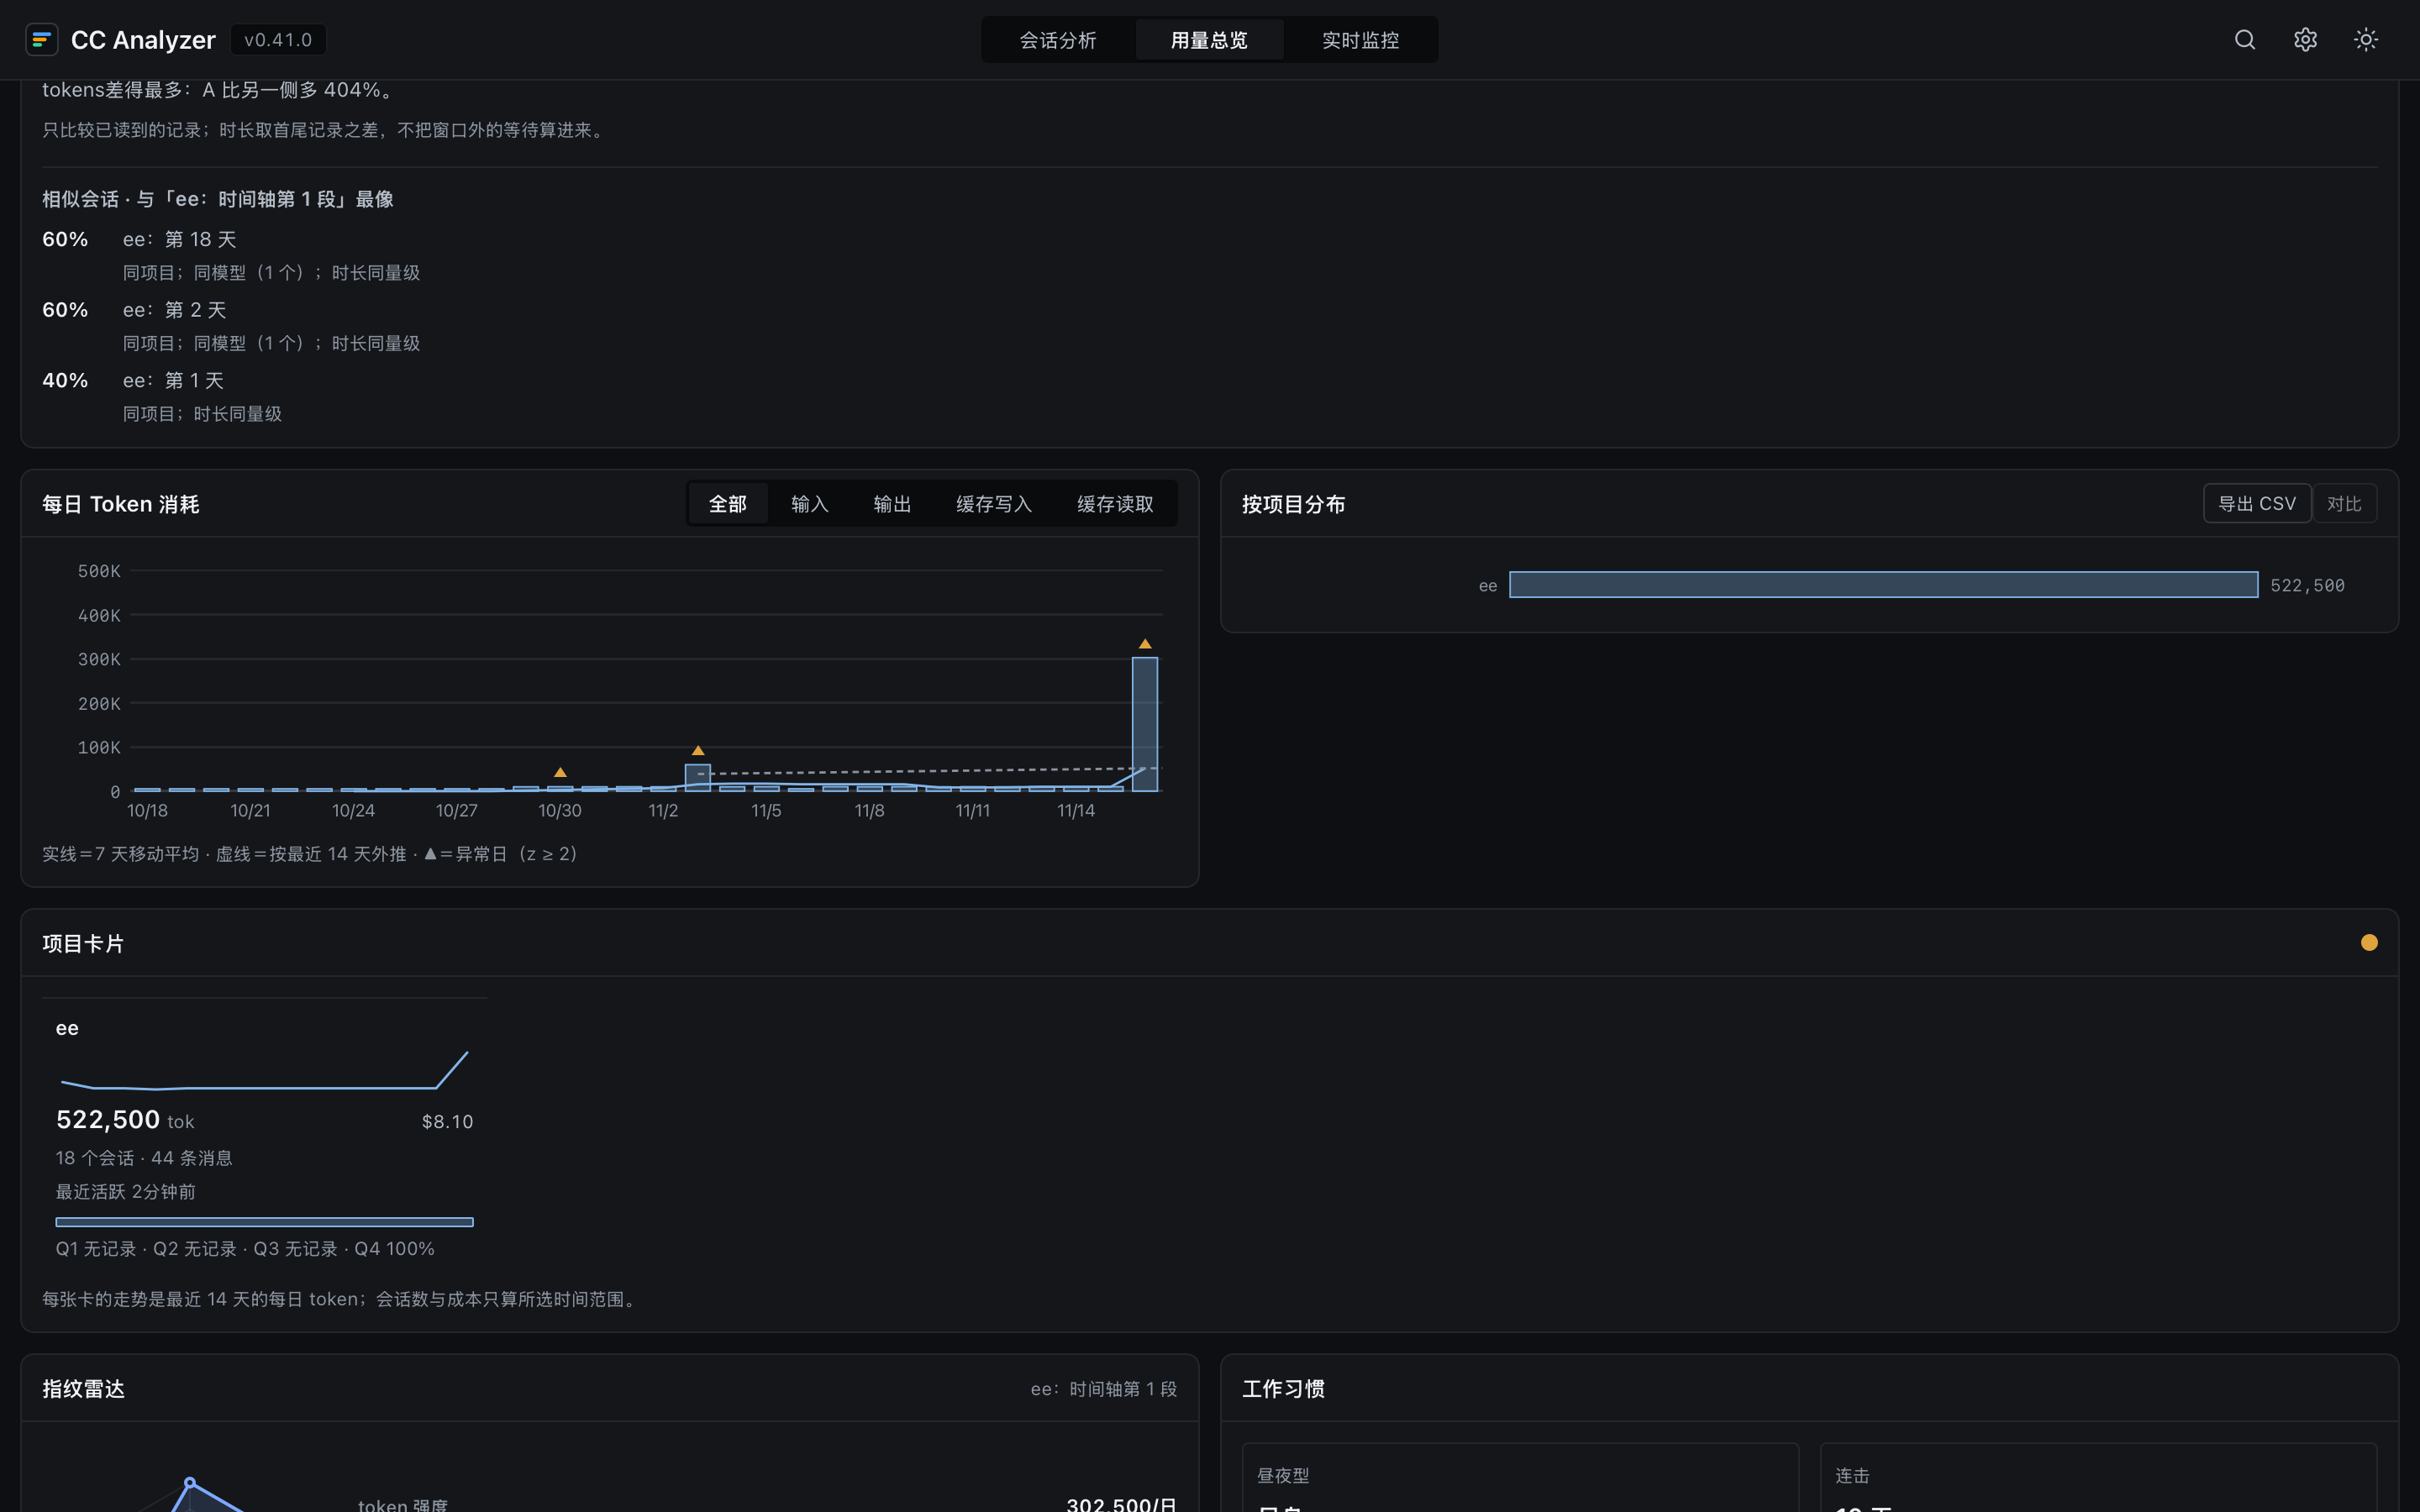 CC Analyzer v0.41.0
会话分析 用量总览 实时监控
tokens差得最多：A 比另一侧多 404%。
只比较已读到的记录；时长取首尾记录之差，不把窗口外的等待算进来。
相似会话 · 与「ee：时间轴第 1 段」最像
60% ee：第 18 天
同项目；同模型（1 个）；时长同量级
60% ee：第 2 天
同项目；同模型（1 个）；时长同量级
40% ee：第 1 天
同项目；时长同量级
每日 Token 消耗 全部 输入 输出 缓存写入 缓存读取
500K
400K
300K
200K
100K
0
10/18 10/21 10/24 10/27 10/30 11/2 11/5 11/8 11/11 11/14
实线＝7 天移动平均 · 虚线＝按最近 14 天外推 · ▲＝异常日（z ≥ 2）
按项目分布 导出 CSV 对比
ee 522,500
项目卡片
ee
522,500 tok $8.10
18 个会话 · 44 条消息
最近活跃 2分钟前
Q1 无记录 · Q2 无记录 · Q3 无记录 · Q4 100%
每张卡的走势是最近 14 天的每日 token；会话数与成本只算所选时间范围。
指纹雷达 ee：时间轴第 1 段
token 强度 302,500/日
工作习惯
昼夜型
连击